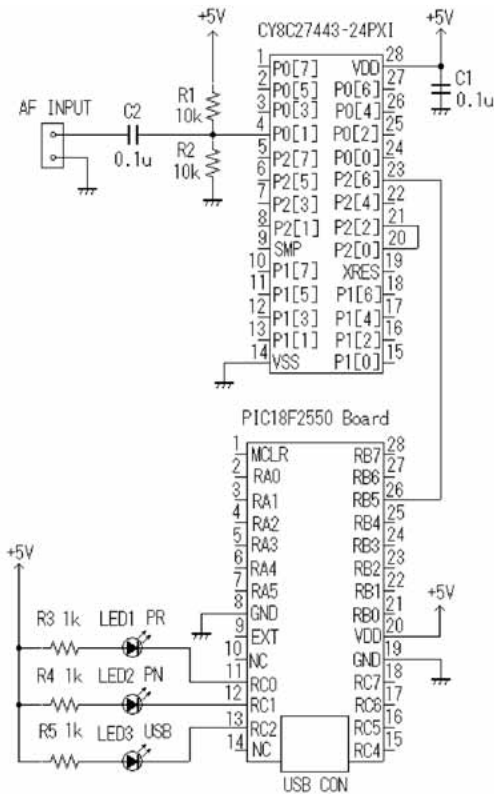 +5V
CY8C27443-24PXI
+5V
AF INPUT
C2
0.1u
R1
10k
R2
10k
C1
0.1u
1 P0[7] VDD 28
2 P0[5] P0[6] 27
3 P0[3] P0[4] 26
4 P0[1] P0[2] 25
5 P2[7] P0[0] 24
6 P2[5] P2[6] 23
7 P2[3] P2[4] 22
8 P2[1] P2[2] 21
9 SMP P2[0] 20
10 P1[7] XRES 19
11 P1[5] P1[6] 18
12 P1[3] P1[4] 17
13 P1[1] P1[2] 16
14 VSS P1[0] 15
PIC18F2550 Board
1 MCLR RB7 28
2 RA0 RB6 27
3 RA1 RB5 26
4 RA2 RB4 25
5 RA3 RB3 24
6 RA4 RB2 23
7 RA5 RB1 22
8 GND RB0 21
9 EXT VDD 20
10 NC GND 19
11 RC0 RC7 18
12 RC1 RC6 17
13 RC2 RC5 16
14 NC RC4 15
USB CON
+5V
+5V
R3 1k LED1 PR
R4 1k LED2 PN
R5 1k LED3 USB